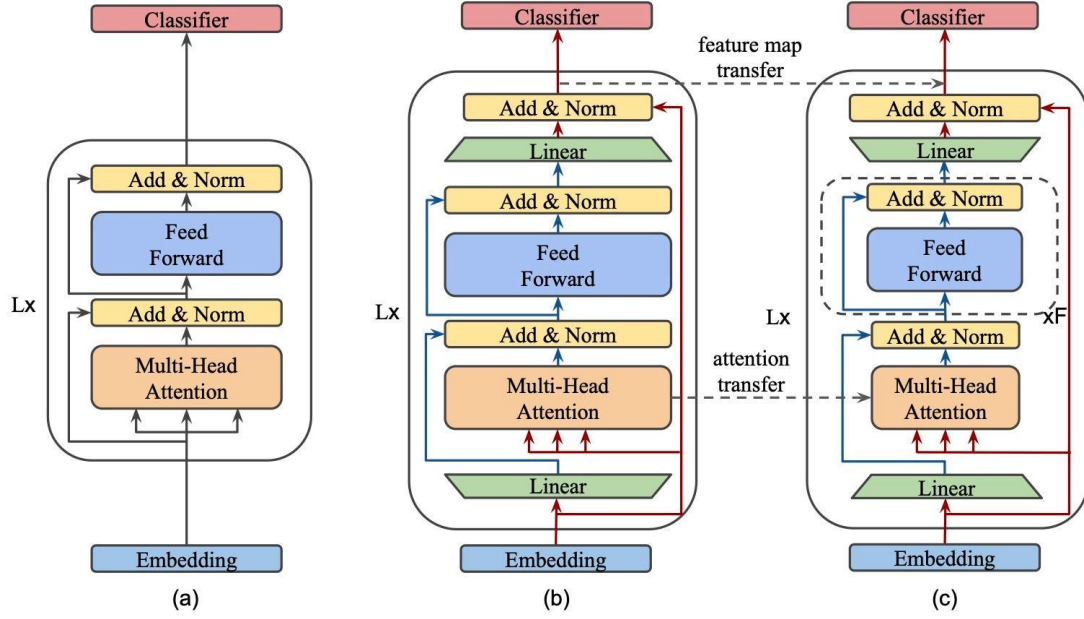 Classifier
Add & Norm
Feed
Forward
Lx
Add & Norm
Multi-Head
Attention
Embedding
(a)
Classifier
feature map
transfer
Add & Norm
Linear
Add & Norm
Feed
Forward
Lx
Add & Norm
attention
transfer
Multi-Head
Attention
Linear
Embedding
(b)
Classifier
Add & Norm
Linear
Add & Norm
Feed
Forward
Lx
xF
Add & Norm
Multi-Head
Attention
Linear
Embedding
(c)